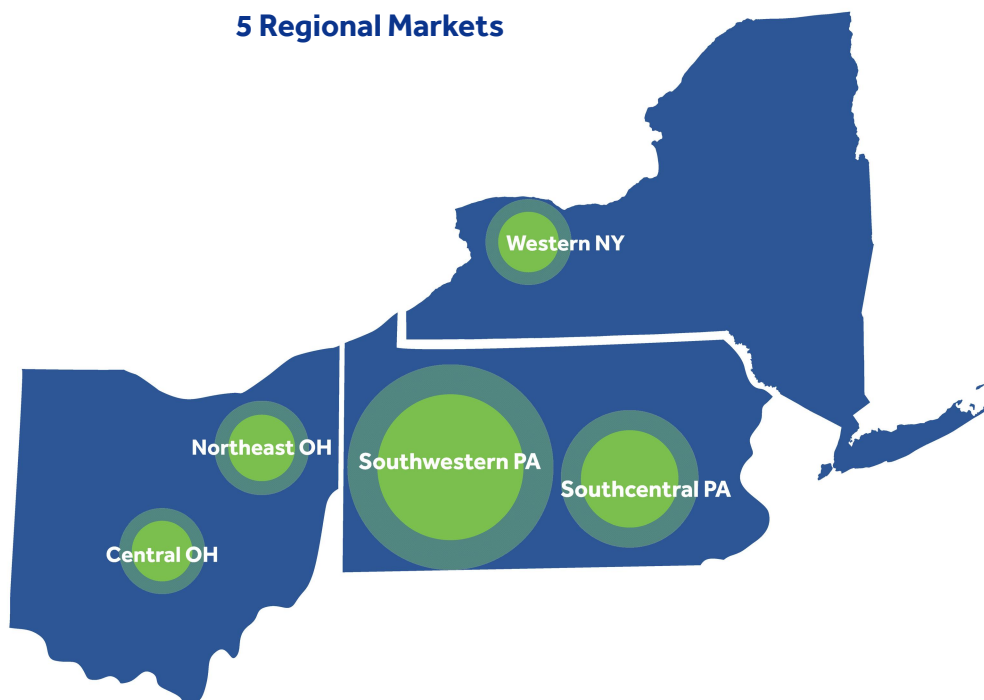 5 Regional Markets
Western NY
Northeast OH
Southwestern PA
Southcentral PA
Central OH